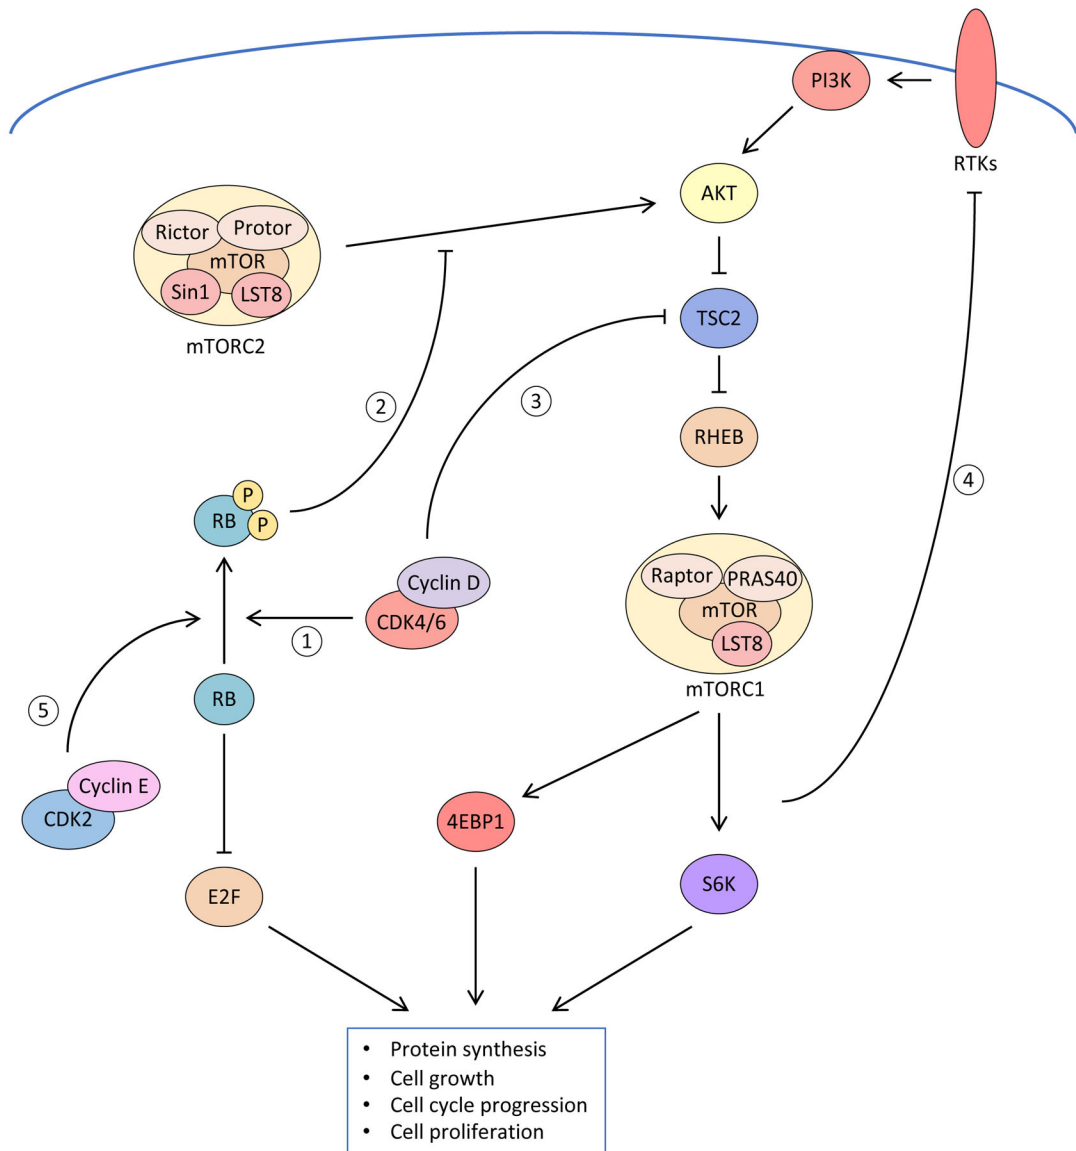 PI3K
RTKs
AKT
Rictor
Protor
mTOR
Sin1
LST8
mTORC2
TSC2
2
3
RHEB
4
P
RB
P
Cyclin D
CDK4/6
1
Raptor
PRAS40
mTOR
LST8
mTORC1
RB
5
Cyclin E
CDK2
4EBP1
E2F
S6K
• Protein synthesis
• Cell growth
• Cell cycle progression
• Cell proliferation